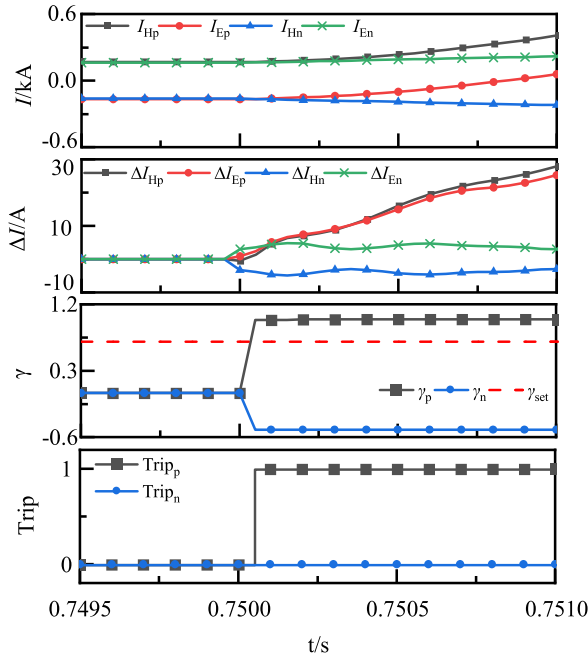 0.6
0.0
-0.6
I/kA
I_Hp I_Ep I_Hn I_En
30
10
-10
ΔI/A
ΔI_Hp ΔI_Ep ΔI_Hn ΔI_En
1.2
0.3
-0.6
γ
γ_p γ_n γ_set
1
0
Trip
Trip_p
Trip_n
0.7495 0.7500 0.7505 0.7510
t/s